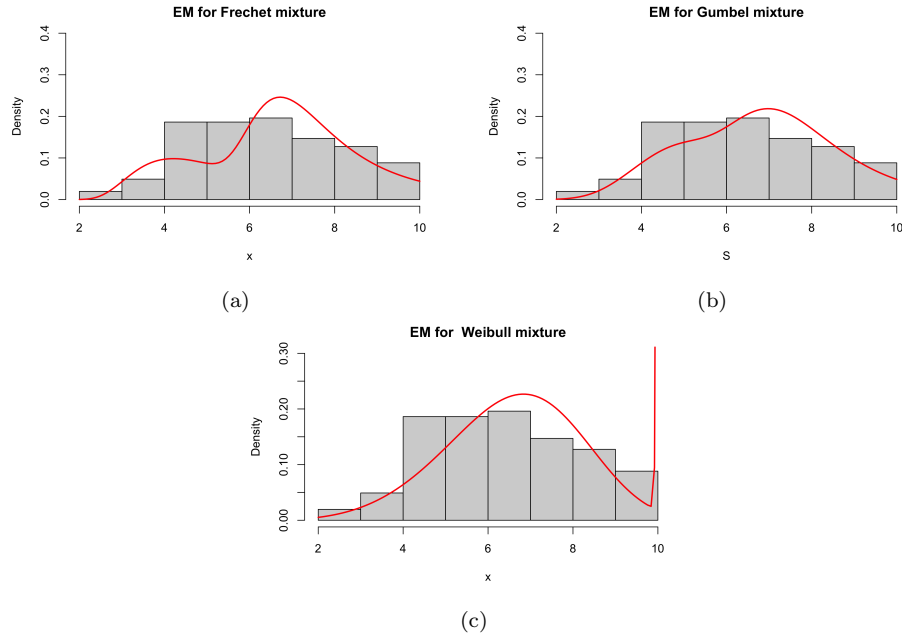 EM for Frechet mixture
Density
0.0 0.1 0.2 0.3 0.4
2 4 6 8 10
x
(a)
EM for Gumbel mixture
Density
0.0 0.1 0.2 0.3 0.4
2 4 6 8 10
S
(b)
EM for  Weibull mixture
Density
0.00 0.10 0.20 0.30
2 4 6 8 10
x
(c)